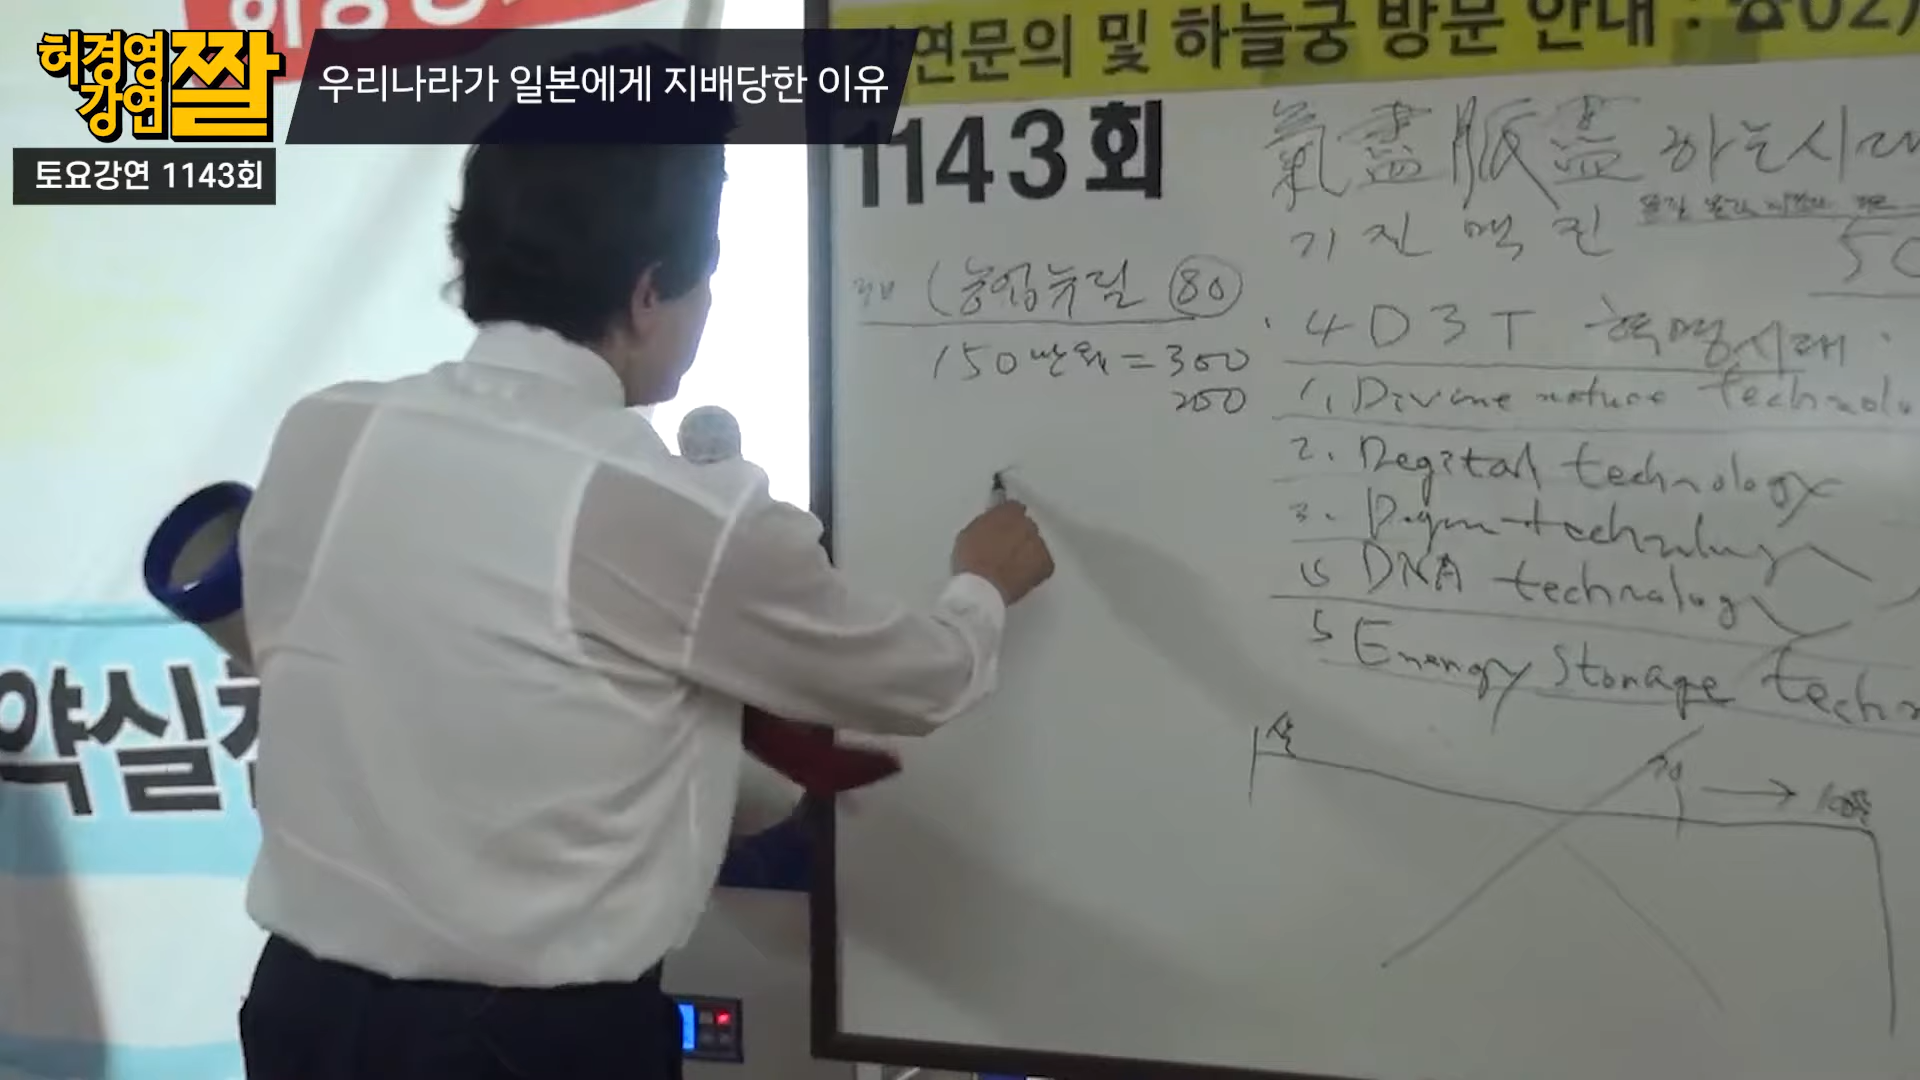 허경영
강연
짤
우리나라가 일본에게 지배당한 이유
토요강연 1143회
강연문의 및 하늘궁 방문 안내 : ☎02)
1143회
氣盡脈盡 하는시대
기진맥진
50
(농업뉴딜 80
150만원=300
200
4D3T 혁명시대
1. Divine nature technolo
2. Degital technology
3.
DNA technology
5 Energy Storage techn
약실천